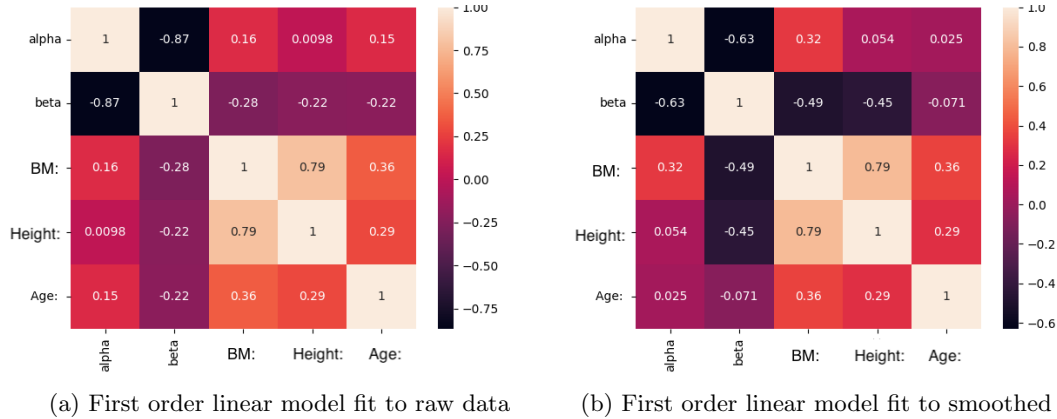 1.00
alpha 1 -0.87 0.16 0.0098 0.15
0.75
beta -0.87 1 -0.28 -0.22 -0.22
0.50
0.25
BM: 0.16 -0.28 1 0.79 0.36
0.00
Height: 0.0098 -0.22 0.79 1 0.29
−0.25
−0.50
Age: 0.15 -0.22 0.36 0.29 1
−0.75
alpha beta BM: Height: Age:
(a) First order linear model fit to raw data
1.0
alpha 1 -0.63 0.32 0.054 0.025
0.8
0.6
beta -0.63 1 -0.49 -0.45 -0.071
0.4
BM: 0.32 -0.49 1 0.79 0.36
0.2
0.0
Height: 0.054 -0.45 0.79 1 0.29
−0.2
−0.4
Age: 0.025 -0.071 0.36 0.29 1
−0.6
alpha beta BM: Height: Age:
(b) First order linear model fit to smoothed